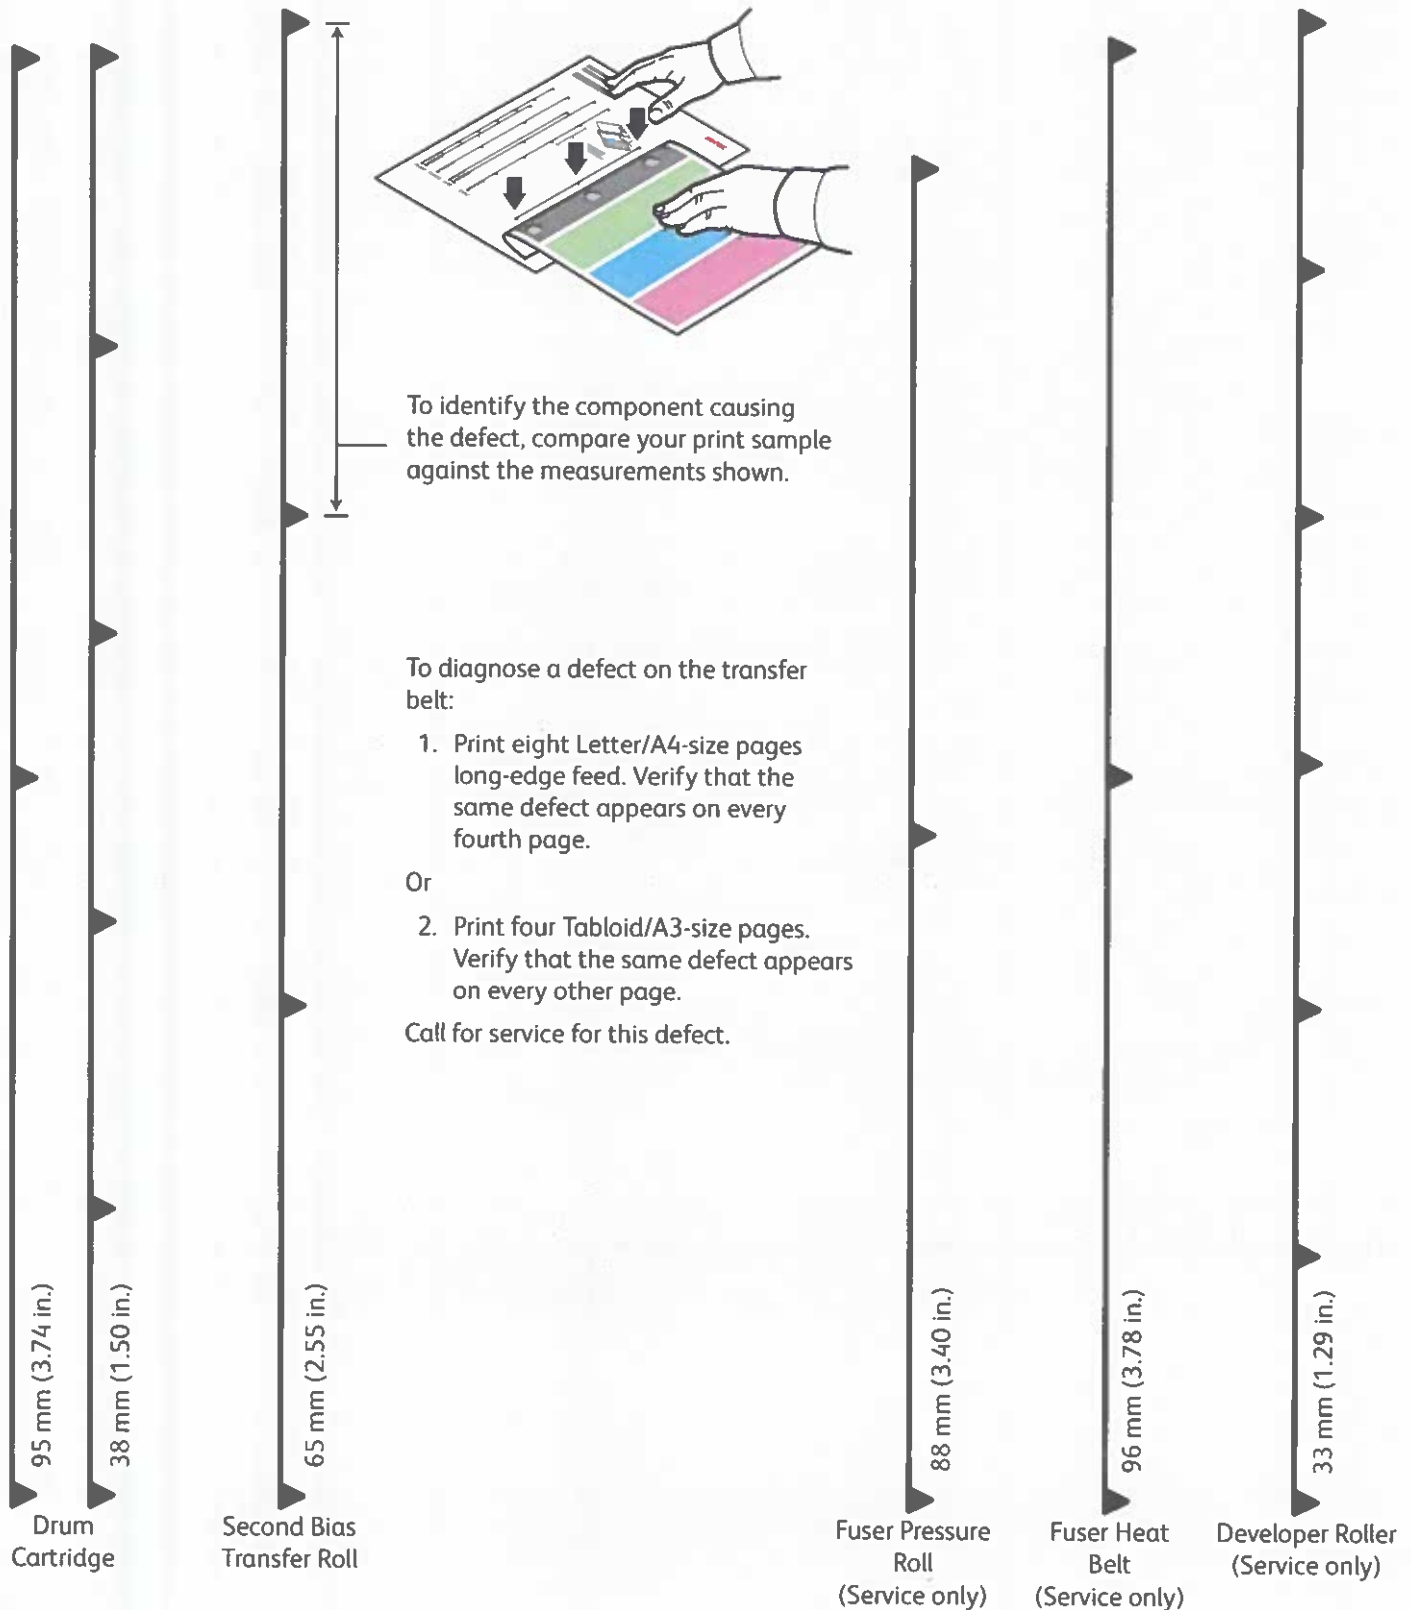 To identify the component causing
the defect, compare your print sample
against the measurements shown.
To diagnose a defect on the transfer
belt:
1. Print eight Letter/A4-size pages
long-edge feed. Verify that the
same defect appears on every
fourth page.
Or
2. Print four Tabloid/A3-size pages.
Verify that the same defect appears
on every other page.
Call for service for this defect.
95 mm (3.74 in.)
38 mm (1.50 in.)
Drum
Cartridge
65 mm (2.55 in.)
Second Bias
Transfer Roll
88 mm (3.40 in.)
Fuser Pressure
Roll
(Service only)
96 mm (3.78 in.)
Fuser Heat
Belt
(Service only)
33 mm (1.29 in.)
Developer Roller
(Service only)